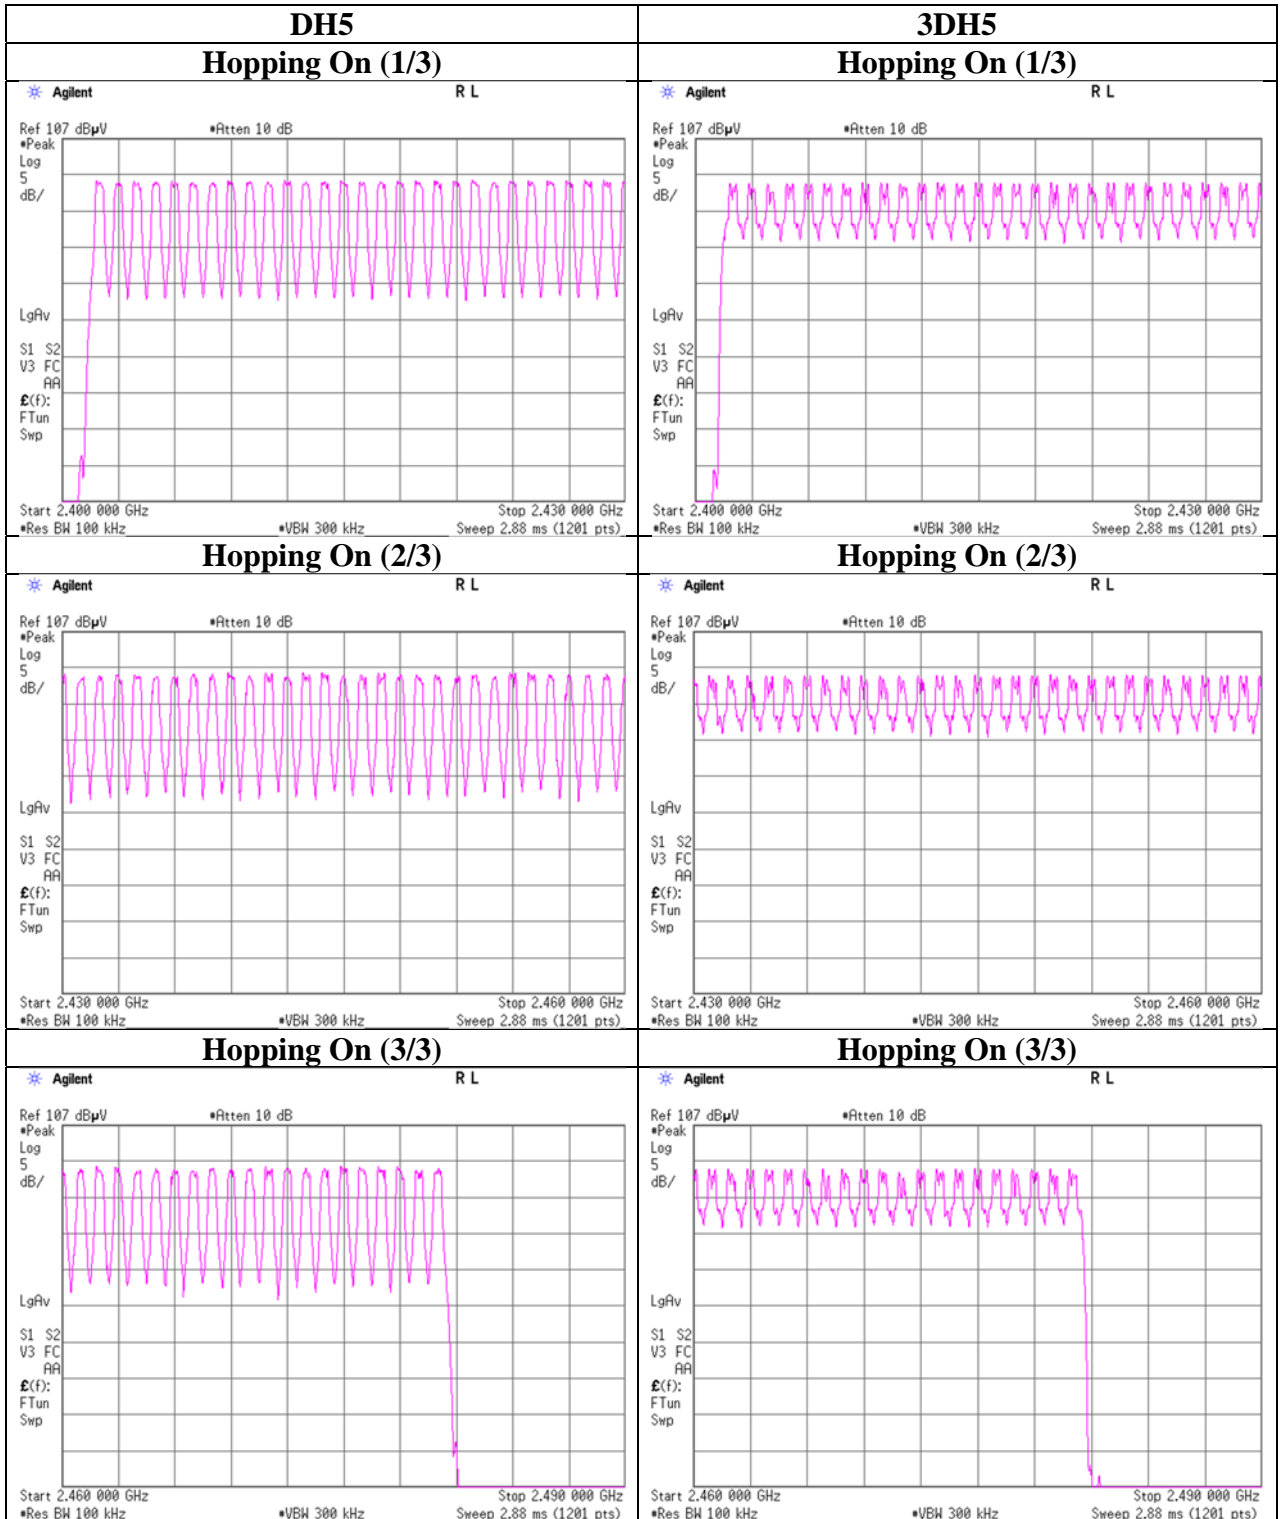 DH5 3DH5
Hopping On (1/3) Hopping On (1/3)
Agilent R L Agilent R L
Ref 107 dBµV *Atten 10 dB Ref 107 dBµV *Atten 10 dB
*Peak *Peak
Log Log
5 5
dB/ dB/
LgAv LgAv
S1 S2 S1 S2
V3 FC V3 FC
AA AA
£(f): £(f):
FTun FTun
Swp Swp
Start 2.400 000 GHz Stop 2.430 000 GHz Start 2.400 000 GHz Stop 2.430 000 GHz
*Res BW 100 kHz *VBW 300 kHz Sweep 2.88 ms (1201 pts) *Res BW 100 kHz *VBW 300 kHz Sweep 2.88 ms (1201 pts)
Hopping On (2/3) Hopping On (2/3)
Agilent R L Agilent R L
Ref 107 dBµV *Atten 10 dB Ref 107 dBµV *Atten 10 dB
*Peak *Peak
Log Log
5 5
dB/ dB/
LgAv LgAv
S1 S2 S1 S2
V3 FC V3 FC
AA AA
£(f): £(f):
FTun FTun
Swp Swp
Start 2.430 000 GHz Stop 2.460 000 GHz Start 2.430 000 GHz Stop 2.460 000 GHz
*Res BW 100 kHz *VBW 300 kHz Sweep 2.88 ms (1201 pts) *Res BW 100 kHz *VBW 300 kHz Sweep 2.88 ms (1201 pts)
Hopping On (3/3) Hopping On (3/3)
Agilent R L Agilent R L
Ref 107 dBµV *Atten 10 dB Ref 107 dBµV *Atten 10 dB
*Peak *Peak
Log Log
5 5
dB/ dB/
LgAv LgAv
S1 S2 S1 S2
V3 FC V3 FC
AA AA
£(f): £(f):
FTun FTun
Swp Swp
Start 2.460 000 GHz Stop 2.490 000 GHz Start 2.460 000 GHz Stop 2.490 000 GHz
*Res BW 100 kHz *VBW 300 kHz Sweep 2.88 ms (1201 pts) *Res BW 100 kHz *VBW 300 kHz Sweep 2.88 ms (1201 pts)